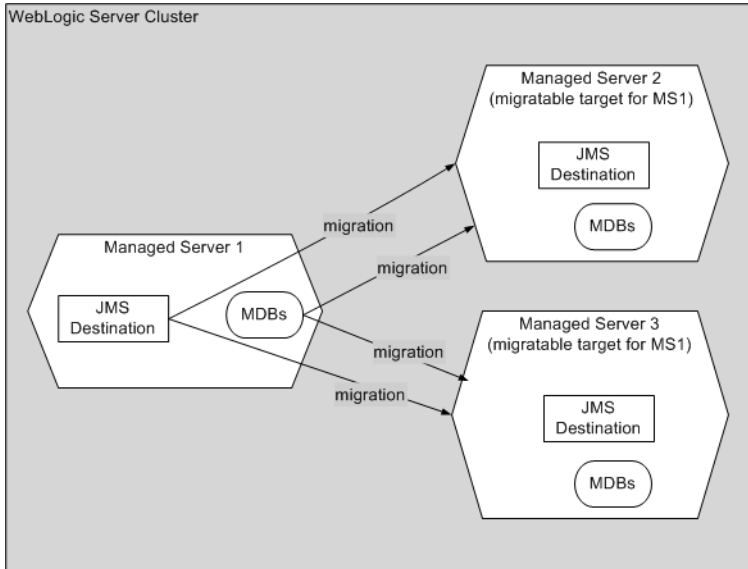 WebLogic Server Cluster
Managed Server 2
(migratable target for MS1)
JMS
Destination
MDBs
migration
migration
Managed Server 1
JMS
Destination
MDBs
migration
migration
Managed Server 3
(migratable target for MS1)
JMS
Destination
MDBs